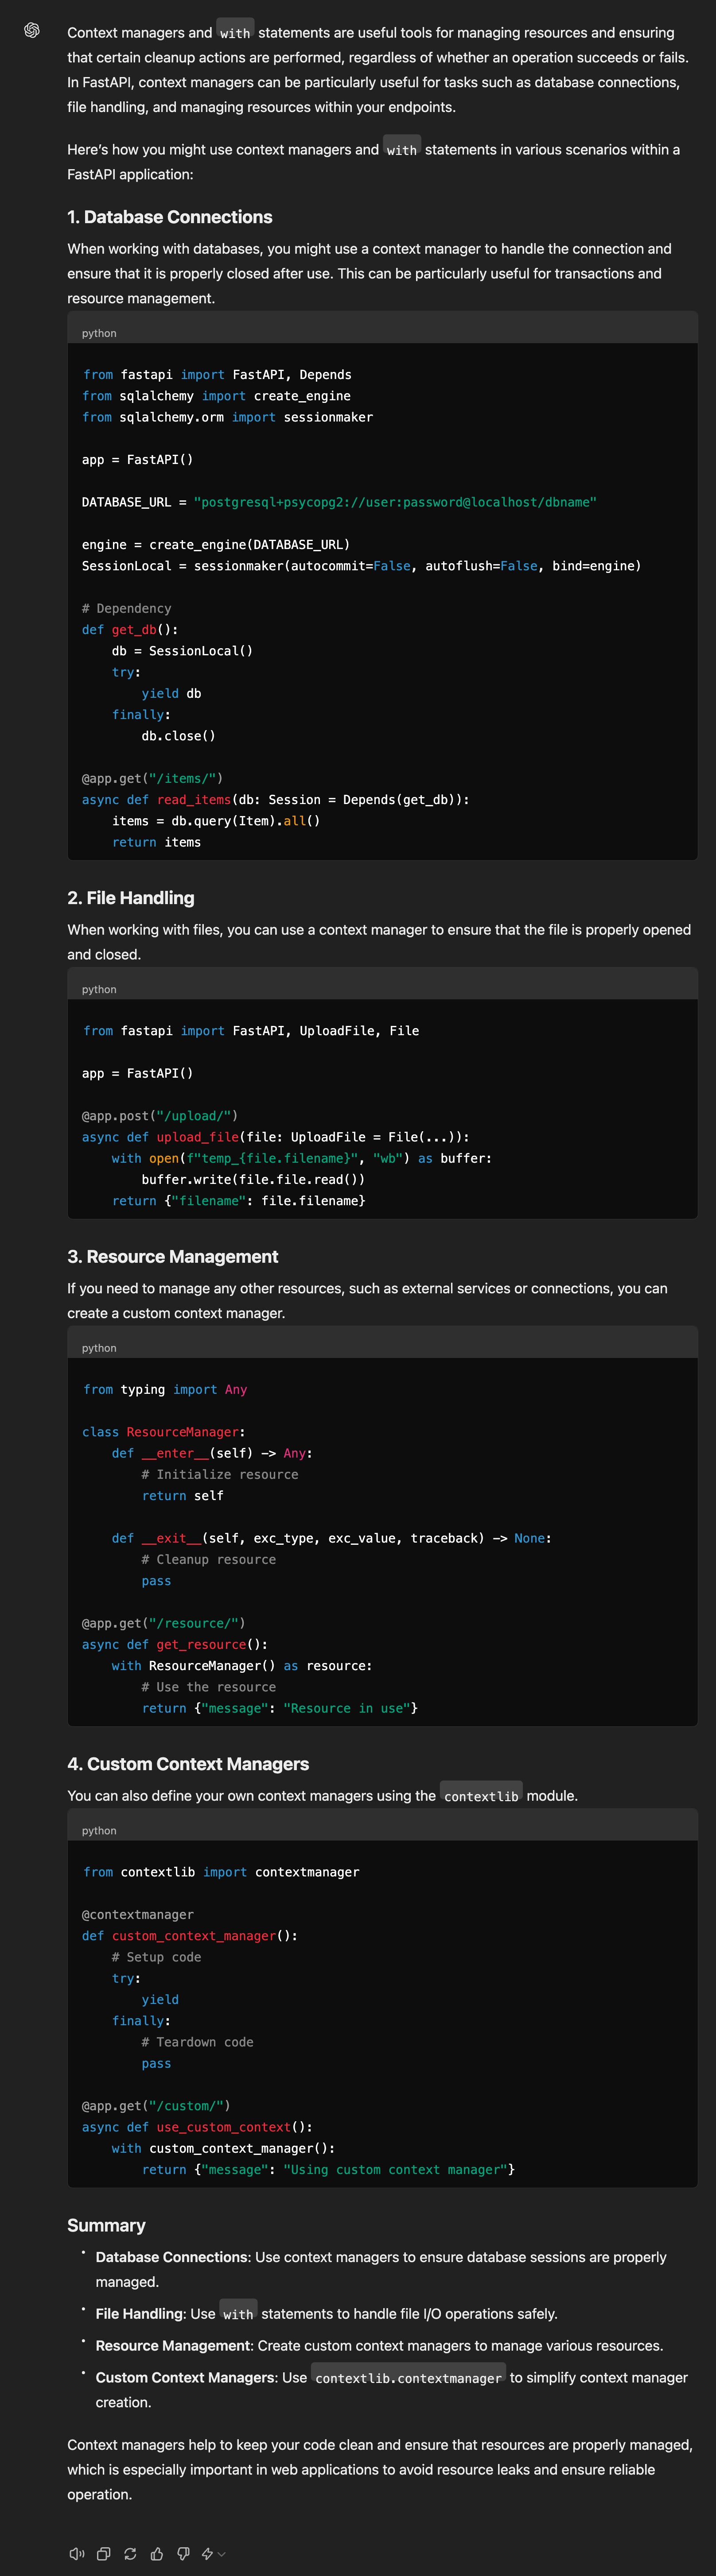 Context managers and with statements are useful tools for managing resources and ensuring
that certain cleanup actions are performed, regardless of whether an operation succeeds or fails.
In FastAPI, context managers can be particularly useful for tasks such as database connections,
file handling, and managing resources within your endpoints.
Here's how you might use context managers and with statements in various scenarios within a
FastAPI application:
1. Database Connections
When working with databases, you might use a context manager to handle the connection and
ensure that it is properly closed after use. This can be particularly useful for transactions and
resource management.
python
from fastapi import FastAPI, Depends
from sqlalchemy import create_engine
from sqlalchemy.orm import sessionmaker
app = FastAPI()
DATABASE_URL = "postgresql+psycopg2://user:password@localhost/dbname"
engine = create_engine(DATABASE_URL)
SessionLocal = sessionmaker(autocommit=False, autoflush=False, bind=engine)
# Dependency
def get_db():
    db = SessionLocal()
    try:
        yield db
    finally:
        db.close()
@app.get("/items/")
async def read_items(db: Session = Depends(get_db)):
    items = db.query(Item).all()
    return items
2. File Handling
When working with files, you can use a context manager to ensure that the file is properly opened
and closed.
python
from fastapi import FastAPI, UploadFile, File
app = FastAPI()
@app.post("/upload/")
async def upload_file(file: UploadFile = File(...)):
    with open(f"temp_{file.filename}", "wb") as buffer:
        buffer.write(file.file.read())
    return {"filename": file.filename}
3. Resource Management
If you need to manage any other resources, such as external services or connections, you can
create a custom context manager.
python
from typing import Any
class ResourceManager:
    def __enter__(self) -> Any:
        # Initialize resource
        return self
    def __exit__(self, exc_type, exc_value, traceback) -> None:
        # Cleanup resource
        pass
@app.get("/resource/")
async def get_resource():
    with ResourceManager() as resource:
        # Use the resource
        return {"message": "Resource in use"}
4. Custom Context Managers
You can also define your own context managers using the contextlib module.
python
from contextlib import contextmanager
@contextmanager
def custom_context_manager():
    # Setup code
    try:
        yield
    finally:
        # Teardown code
        pass
@app.get("/custom/")
async def use_custom_context():
    with custom_context_manager():
        return {"message": "Using custom context manager"}
Summary
• Database Connections: Use context managers to ensure database sessions are properly
managed.
• File Handling: Use with statements to handle file I/O operations safely.
• Resource Management: Create custom context managers to manage various resources.
• Custom Context Managers: Use contextlib.contextmanager to simplify context manager
creation.
Context managers help to keep your code clean and ensure that resources are properly managed,
which is especially important in web applications to avoid resource leaks and ensure reliable
operation.